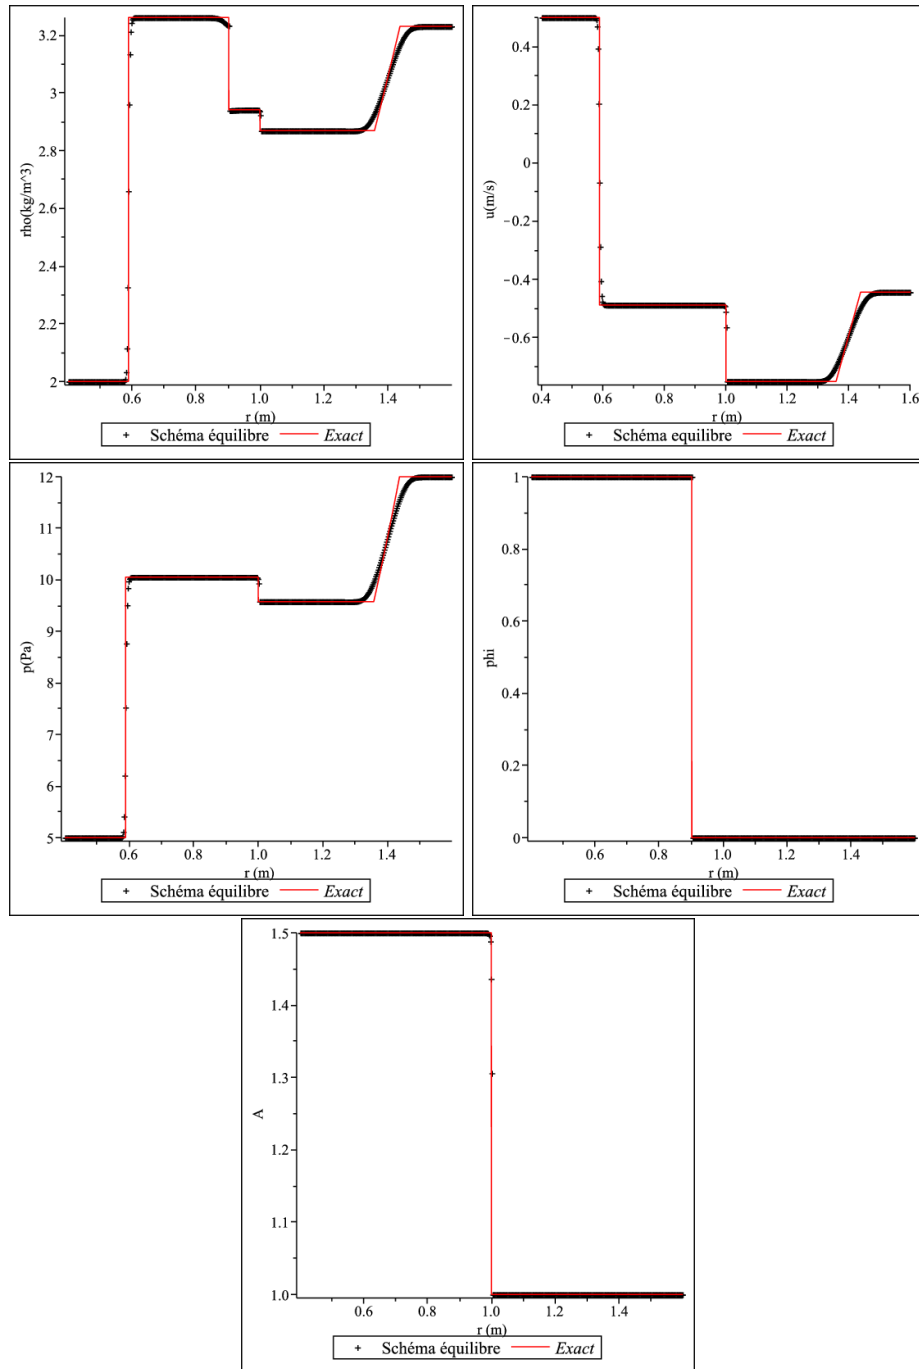 3.2
3
2.8
2.6
2.4
2.2
2
rho(kg/m^3)
0.6 0.8 1.0 1.2 1.4
r (m)
+ Schéma équilibre Exact
0.4
0.2
0
−0.2
−0.4
−0.6
u(m/s)
0.4 0.6 0.8 1.0 1.2 1.4 1.6
r (m)
+ Schéma equilibre Exact
12
11
10
9
8
7
6
5
p(Pa)
0.6 0.8 1.0 1.2 1.4
r (m)
+ Schéma équilibre Exact
1
0.8
0.6
0.4
0.2
0
phi
0.6 0.8 1.0 1.2 1.4
r (m)
+ Schéma équilibre Exact
1.5
1.4
1.3
1.2
1.1
1.0
A
0.6 0.8 1.0 1.2 1.4
r (m)
+ Schéma équilibre Exact